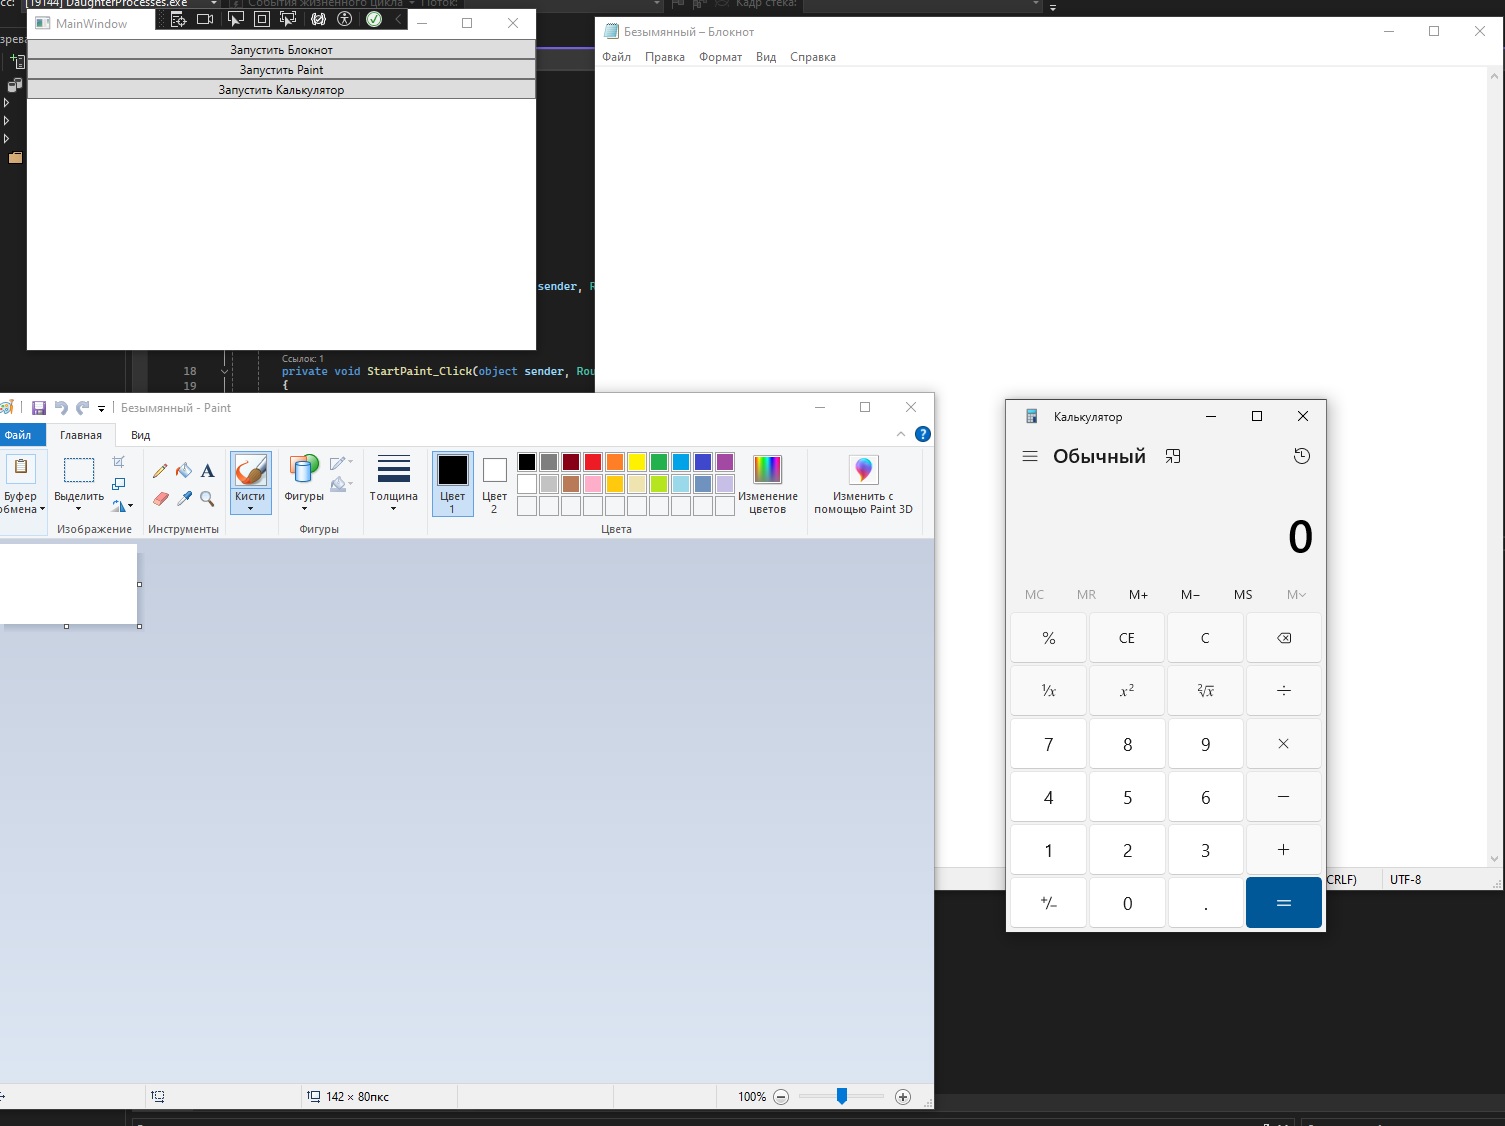 [19144] DaughterProcesses.exe
События жизненного цикла
Поток:
Кадр стека:
MainWindow
Запустить Блокнот
Запустить Paint
Запустить Калькулятор
Безымянный – Блокнот
Файл Правка Формат Вид Справка
sender,
Ссылок: 1
18 private void StartPaint_Click(object sender, Rou
19 {
Безымянный - Paint
Файл Главная Вид
Буфер обмена
Выделить
Изображение
A
Инструменты
Кисти
Фигуры
Фигуры
Толщина
Цвет 1
Цвет 2
Изменение цветов
Цвета
Изменить с помощью Paint 3D
142 × 80пкс
100%
Калькулятор
Обычный
0
MC MR M+ M− MS M
% CE C
¹/x x² ²√x ÷
7 8 9 ×
4 5 6 −
1 2 3 +
+/− 0 . =
CRLF) UTF-8